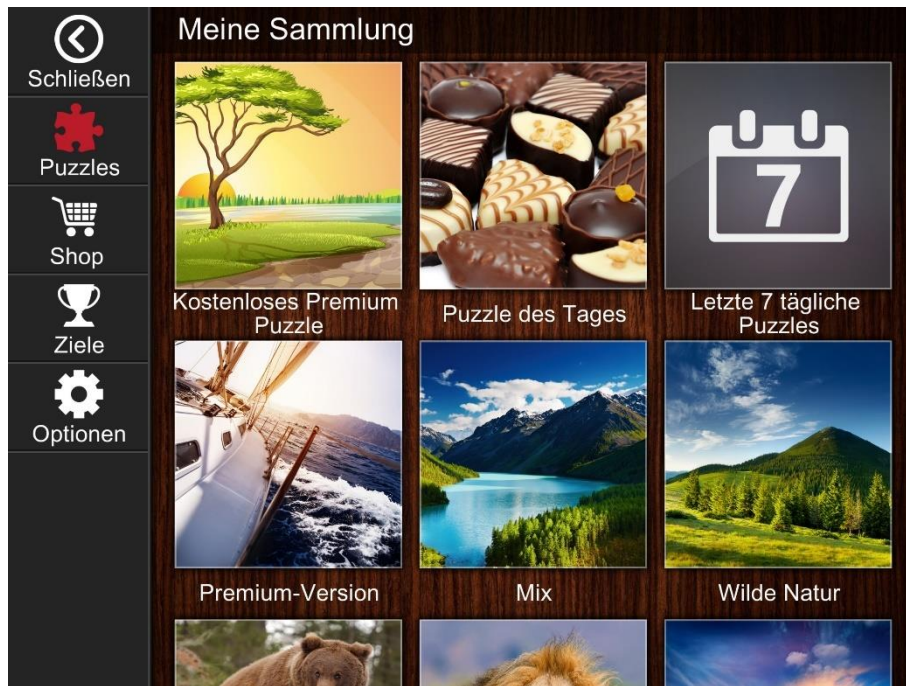 Meine Sammlung
Schließen
Puzzles
Shop
Ziele
Optionen
Kostenloses Premium
Puzzle
Puzzle des Tages
7
Letzte 7 tägliche
Puzzles
Premium-Version
Mix
Wilde Natur